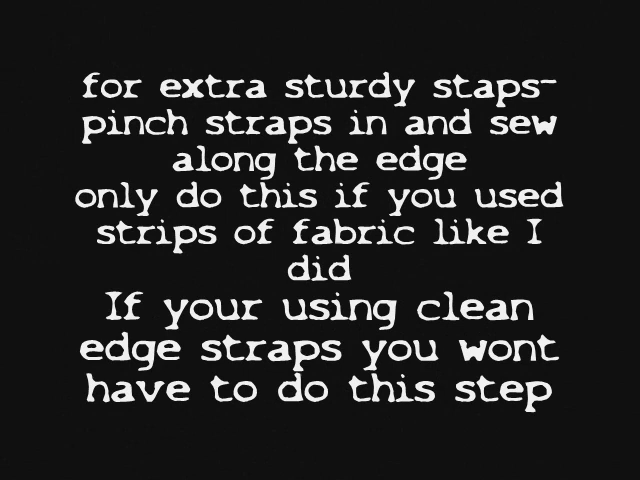 for extra sturdy staps-
pinch straps in and sew
along the edge
only do this if you used
strips of fabric like I
did
If your using clean
edge straps you wont
have to do this step